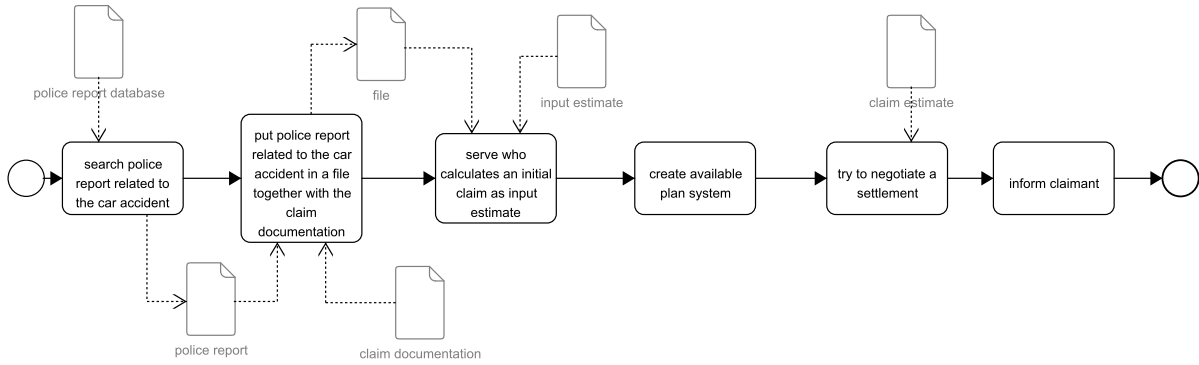 police report database
file
input estimate
claim estimate
search police
report related to
the car accident
put police report
related to the car
accident in a file
together with the
claim
documentation
serve who
calculates an initial
claim as input
estimate
create available
plan system
try to negotiate a
settlement
inform claimant
police report
claim documentation